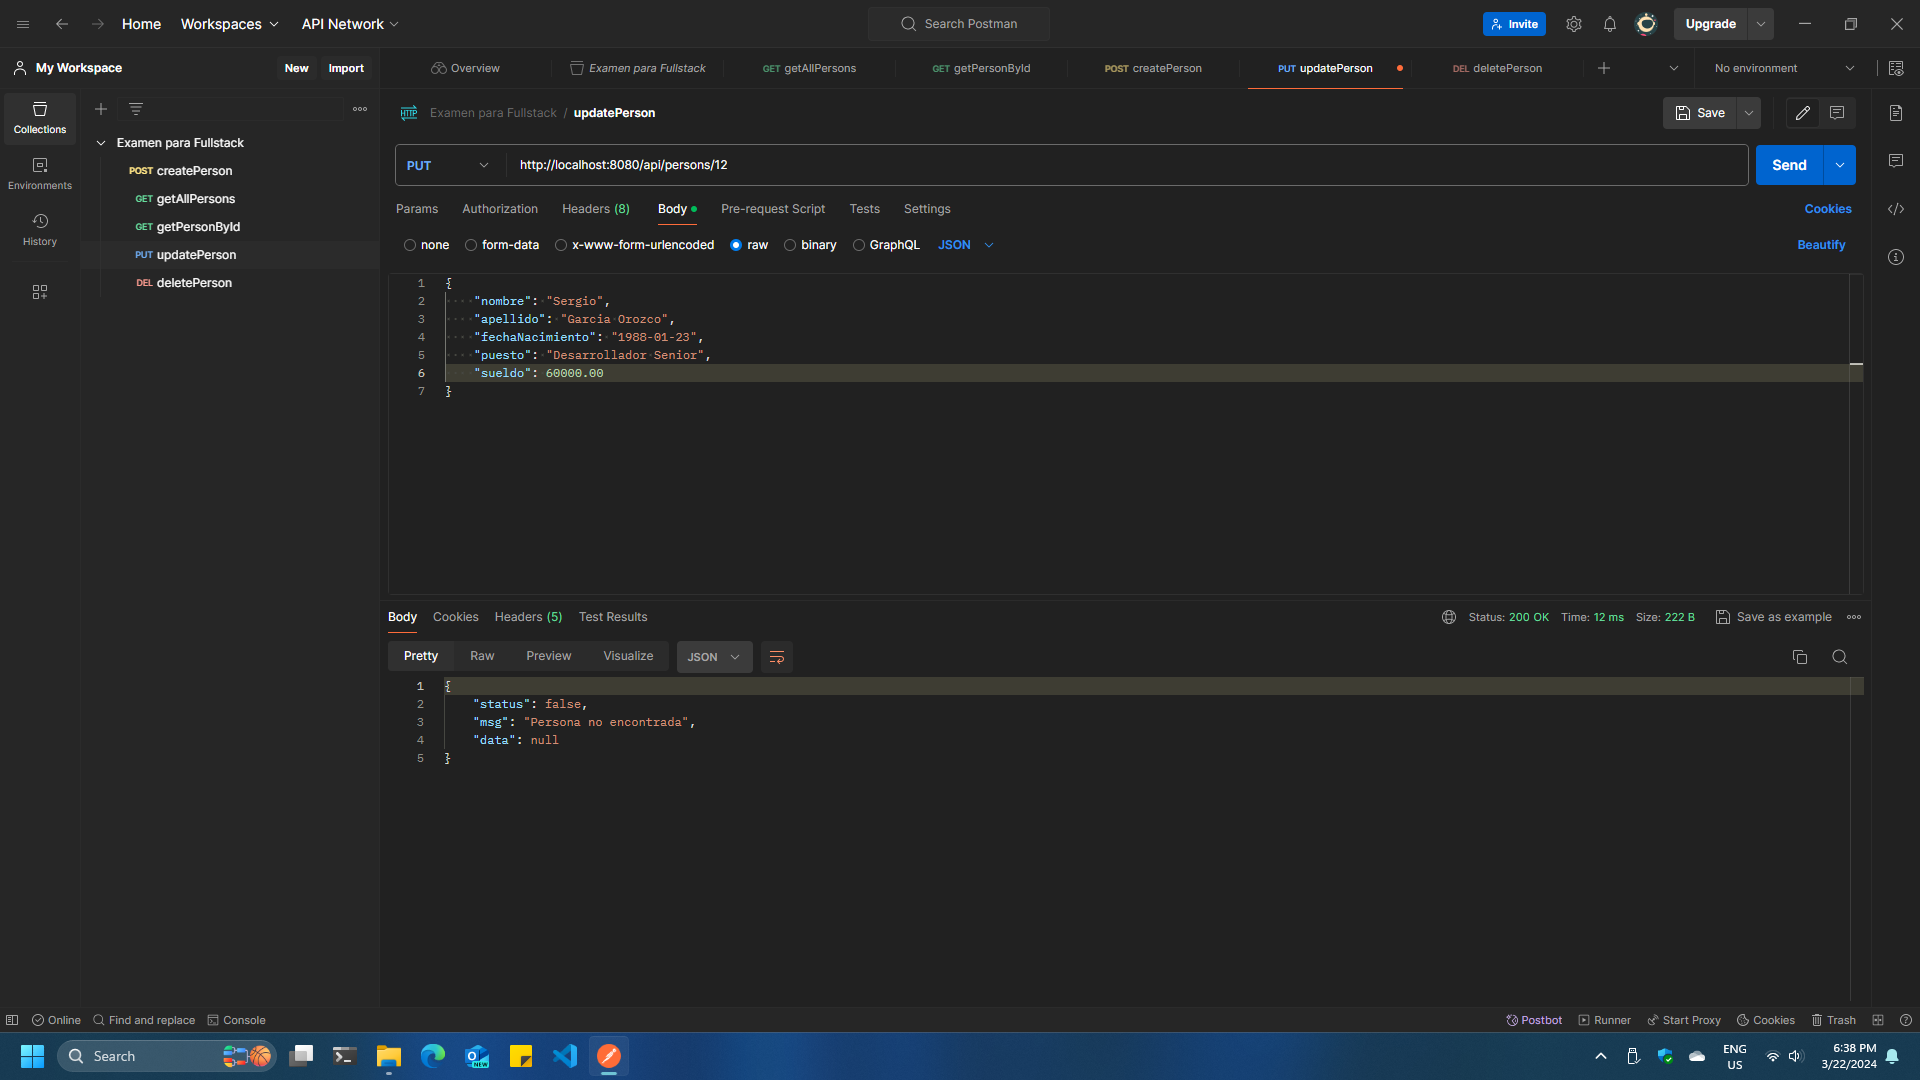 Home Workspaces API Network Search Postman Invite Upgrade
My Workspace New Import Overview Examen para Fullstack GET getAllPersons GET getPersonById POST createPerson PUT updatePerson DEL deletePerson No environment
Collections
Environments
History
Examen para Fullstack
POST createPerson
GET getAllPersons
GET getPersonById
PUT updatePerson
DEL deletePerson
HTTP Examen para Fullstack / updatePerson Save
PUT http://localhost:8080/api/persons/12 Send
Params Authorization Headers (8) Body Pre-request Script Tests Settings Cookies
none form-data x-www-form-urlencoded raw binary GraphQL JSON Beautify
1 {
2 "nombre": "Sergio",
3 "apellido": "Garcia Orozco",
4 "fechaNacimiento": "1988-01-23",
5 "puesto": "Desarrollador Senior",
6 "sueldo": 60000.00
7 }
Body Cookies Headers (5) Test Results Status: 200 OK Time: 12 ms Size: 222 B Save as example
Pretty Raw Preview Visualize JSON
1 {
2 "status": false,
3 "msg": "Persona no encontrada",
4 "data": null
5 }
Online Find and replace Console Postbot Runner Start Proxy Cookies Trash
Search NEW ENG US 6:38 PM 3/22/2024